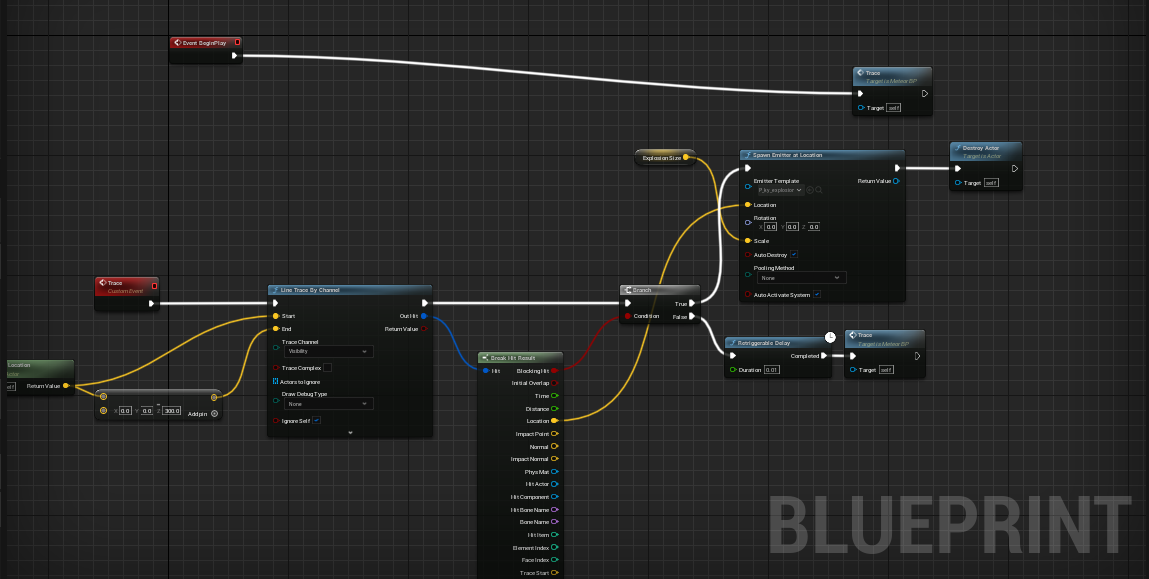 Event BeginPlay
Trace
Target is Meteor BP
Target self
Explosion Size
Spawn Emitter at Location
Emitter Template
P_ky_explosion
Return Value
Location
Rotation
X 0.0 Y 0.0 Z 0.0
Scale
Auto Destroy
Pooling Method
None
Auto Activate System
Destroy Actor
Target is Actor
Target self
Trace
Custom Event
Line Trace By Channel
Start
End
Out Hit
Return Value
Trace Channel
Visibility
Trace Complex
Actors to Ignore
Draw Debug Type
None
Ignore Self
Branch
True
Condition
False
Retriggerable Delay
Completed
Duration 0.01
Trace
Target is Meteor BP
Target self
Location
Actor
self
Return Value
X 0.0 Y 0.0 Z 300.0
Add pin
Break Hit Result
Hit
Blocking Hit
Initial Overlap
Time
Distance
Location
Impact Point
Normal
Impact Normal
Phys Mat
Hit Actor
Hit Component
Hit Bone Name
Bone Name
Hit Item
Element Index
Face Index
Trace Start
BLUEPRINT